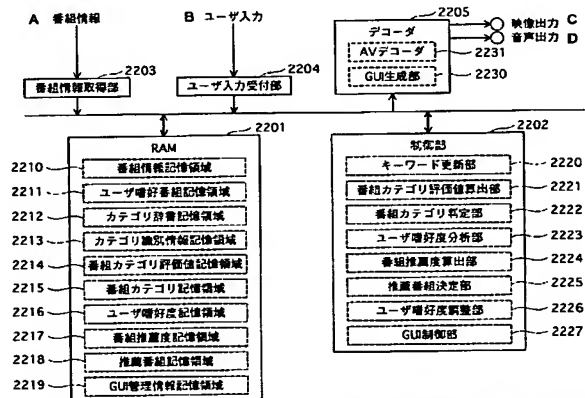 A 番組情報
B ユーザ入力
2205
デコーダ
AVデコーダ
2231
GUI生成部
2230
映像出力 C
音声出力 D
2203
番組情報取得部
2204
ユーザ入力受付部
2201
RAM
2210 番組情報記憶領域
2211 ユーザ嗜好番組記憶領域
2212 カテゴリ辞書記憶領域
2213 カテゴリ識別情報記憶領域
2214 番組カテゴリ評価値記憶領域
2215 番組カテゴリ記憶領域
2216 ユーザ嗜好度記憶領域
2217 番組推薦度記憶領域
2218 推薦番組記憶領域
2219 GUI管理情報記憶領域
2202
制御部
キーワード更新部 2220
番組カテゴリ評価値算出部 2221
番組カテゴリ判定部 2222
ユーザ嗜好度分析部 2223
番組推薦度算出部 2224
推薦番組決定部 2225
ユーザ嗜好度調整部 2226
GUI制御部 2227